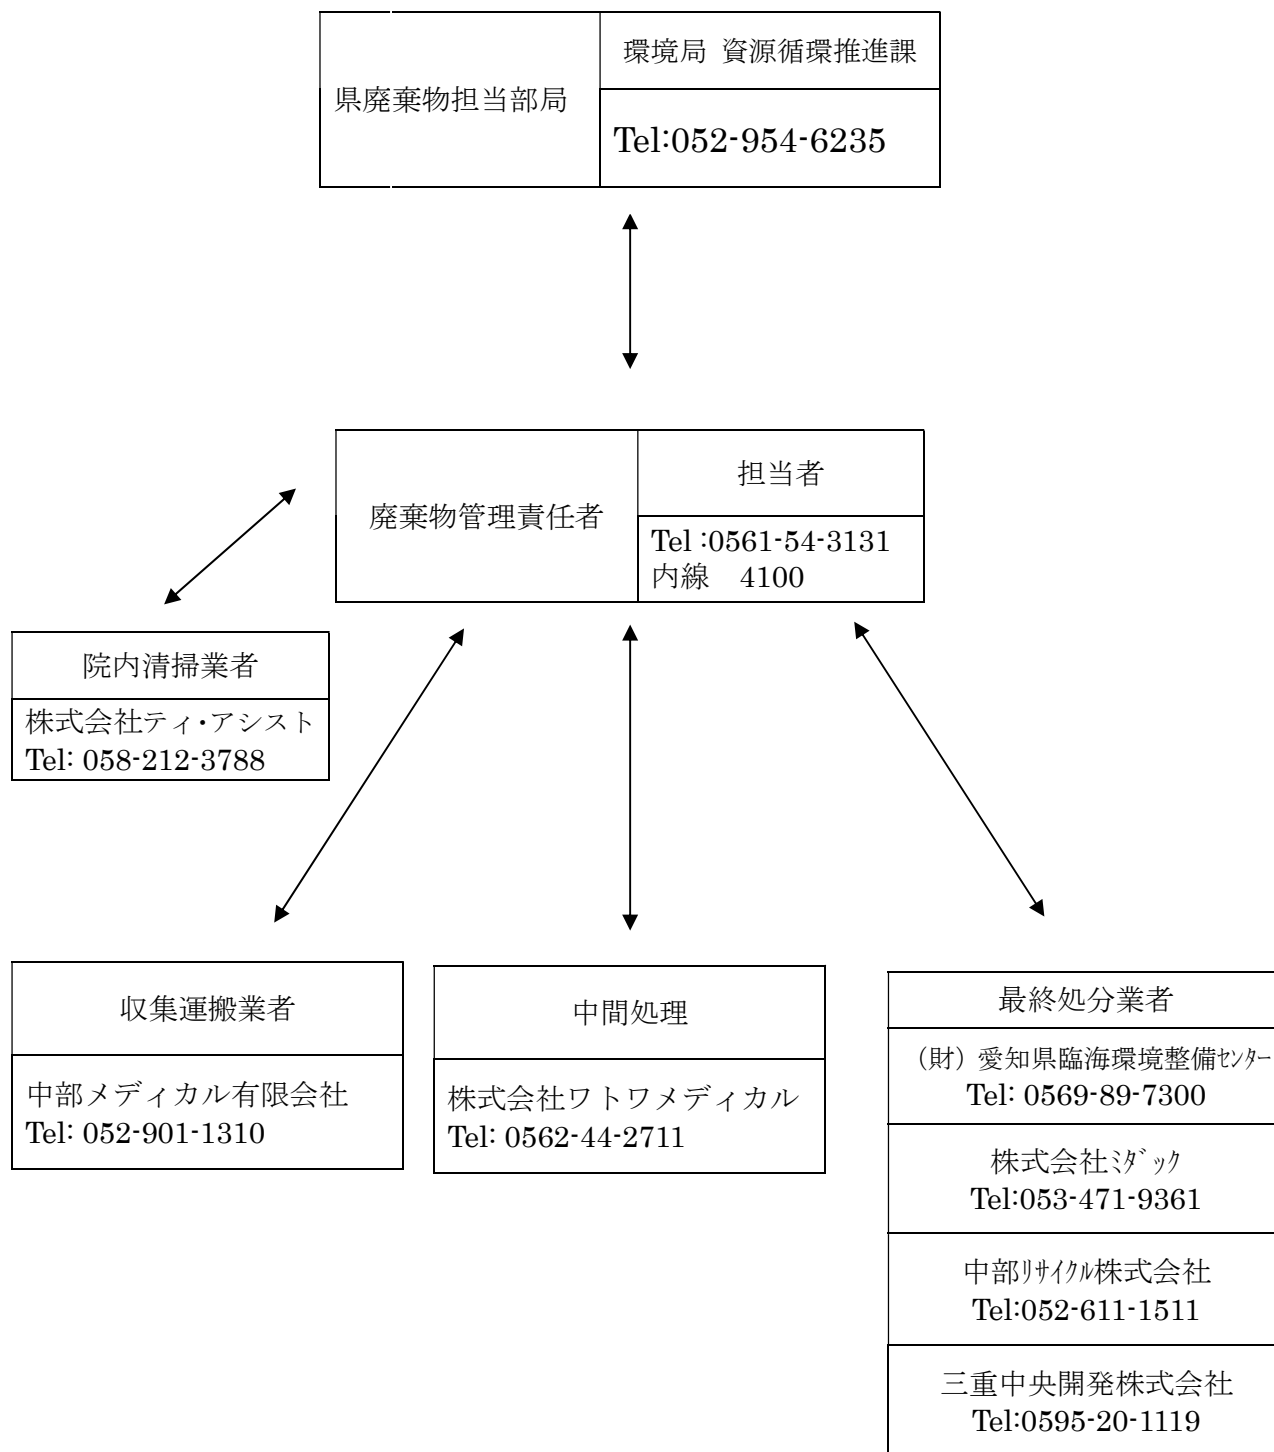 県廃棄物担当部局
環境局 資源循環推進課
Tel:052-954-6235
廃棄物管理責任者
担当者
Tel :0561-54-3131
内線　4100
院内清掃業者
株式会社ティ・アシスト
Tel: 058-212-3788
収集運搬業者
中部メディカル有限会社
Tel: 052-901-1310
中間処理
株式会社ワトワメディカル
Tel: 0562-44-2711
最終処分業者
（財）愛知県臨海環境整備ｾﾝﾀｰ
Tel: 0569-89-7300
株式会社ﾐﾀﾞｯｸ
Tel:053-471-9361
中部ﾘｻｲｸﾙ株式会社
Tel:052-611-1511
三重中央開発株式会社
Tel:0595-20-1119